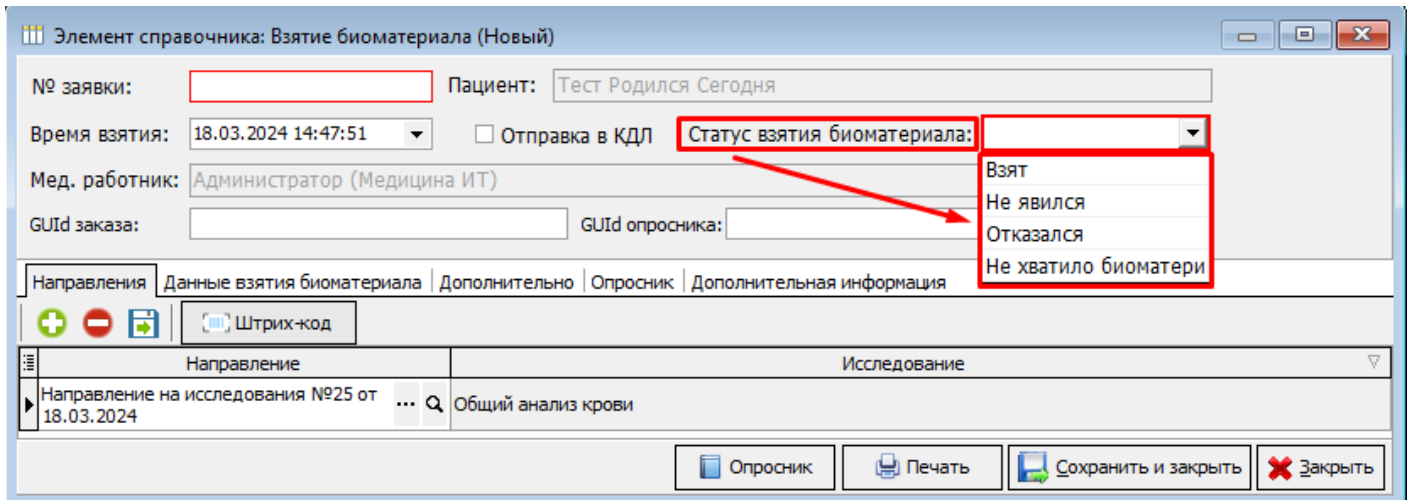 Элемент справочника: Взятие биоматериала (Новый)
№ заявки: Пациент: Тест Родился Сегодня
Время взятия: 18.03.2024 14:47:51 Отправка в КДЛ Статус взятия биоматериала:
Взят
Мед. работник: Администратор (Медицина ИТ)
Не явился
GUId заказа: GUId опросника:
Отказался
Не хватило биоматери
Направления Данные взятия биоматериала Дополнительно Опросник Дополнительная информация
Штрих-код
Направление Исследование
Направление на исследования №25 от
18.03.2024
... Общий анализ крови
Опросник Печать Сохранить и закрыть Закрыть